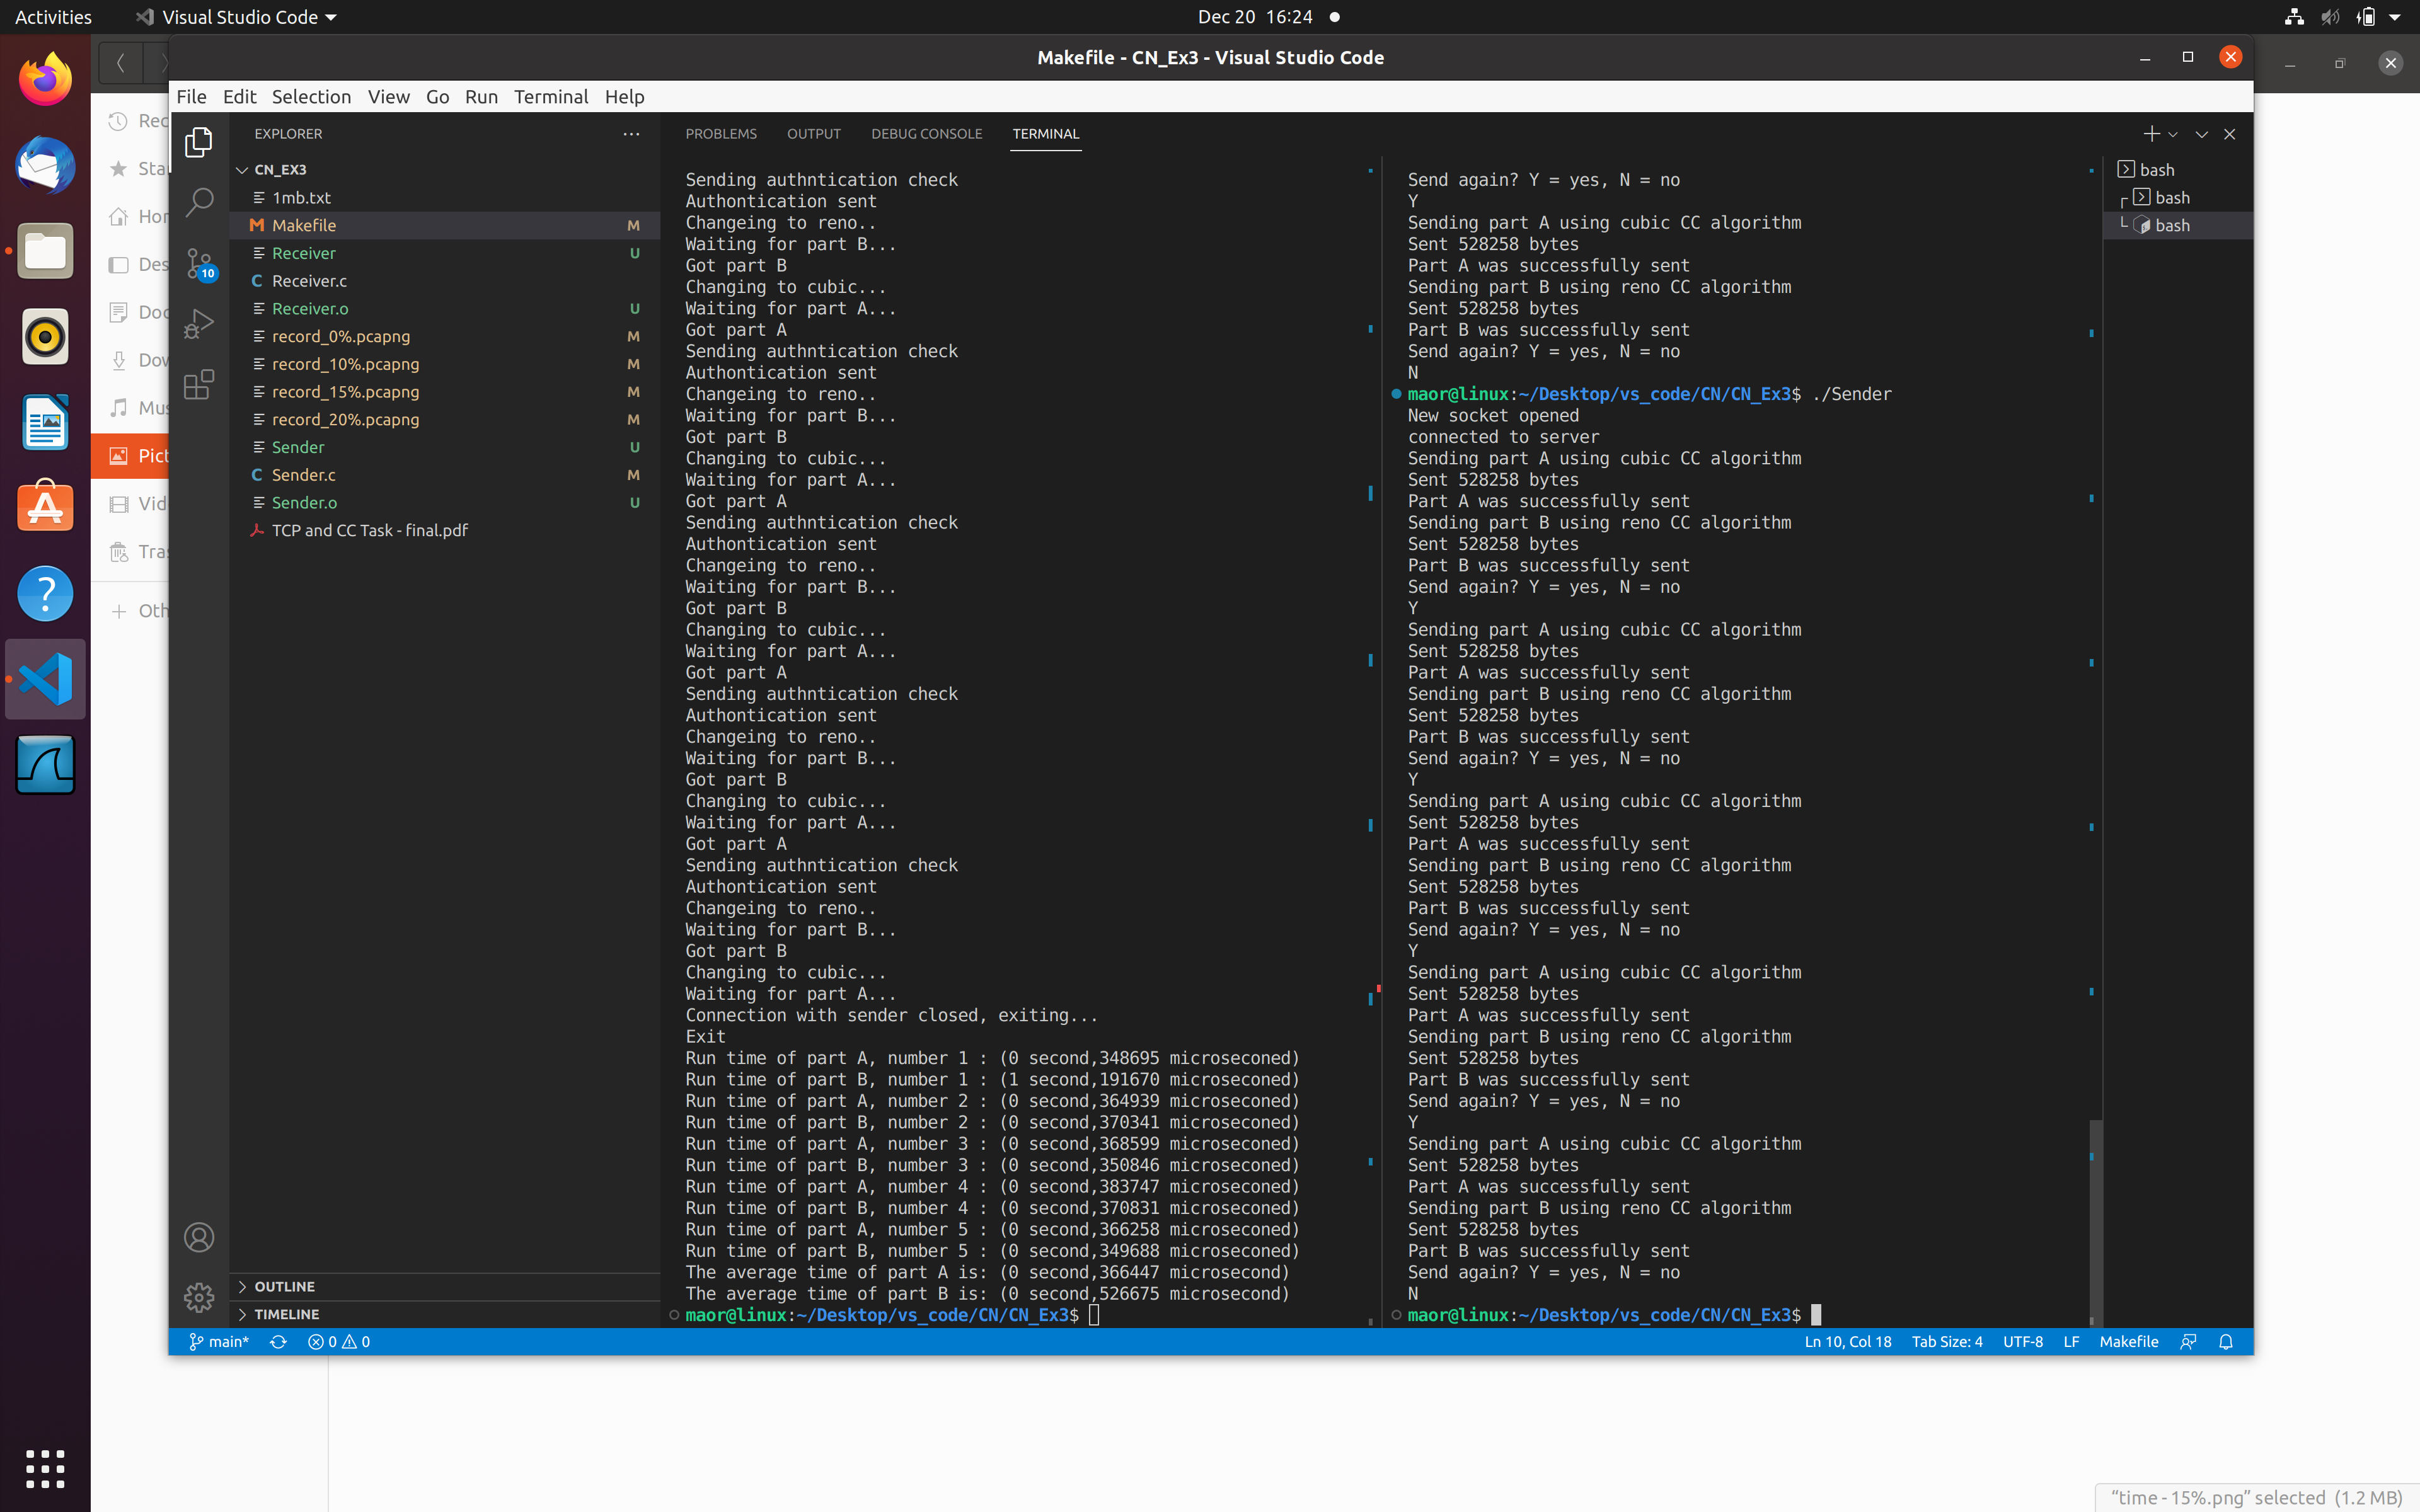 Activities
Visual Studio Code
Dec 20 16:24
Makefile - CN_Ex3 - Visual Studio Code
File Edit Selection View Go Run Terminal Help
EXPLORER
CN_EX3
1mb.txt
Makefile M
Receiver U
Receiver.c
Receiver.o U
record_0%.pcapng M
record_10%.pcapng M
record_15%.pcapng M
record_20%.pcapng M
Sender U
Sender.c M
Sender.o U
TCP and CC Task - final.pdf
OUTLINE
TIMELINE
10
PROBLEMS OUTPUT DEBUG CONSOLE TERMINAL
Sending authntication check
Authontication sent
Changeing to reno..
Waiting for part B...
Got part B
Changing to cubic...
Waiting for part A...
Got part A
Sending authntication check
Authontication sent
Changeing to reno..
Waiting for part B...
Got part B
Changing to cubic...
Waiting for part A...
Got part A
Sending authntication check
Authontication sent
Changeing to reno..
Waiting for part B...
Got part B
Changing to cubic...
Waiting for part A...
Got part A
Sending authntication check
Authontication sent
Changeing to reno..
Waiting for part B...
Got part B
Changing to cubic...
Waiting for part A...
Got part A
Sending authntication check
Authontication sent
Changeing to reno..
Waiting for part B...
Got part B
Changing to cubic...
Waiting for part A...
Connection with sender closed, exiting...
Exit
Run time of part A, number 1 : (0 second,348695 microseconed)
Run time of part B, number 1 : (1 second,191670 microseconed)
Run time of part A, number 2 : (0 second,364939 microseconed)
Run time of part B, number 2 : (0 second,370341 microseconed)
Run time of part A, number 3 : (0 second,368599 microseconed)
Run time of part B, number 3 : (0 second,350846 microseconed)
Run time of part A, number 4 : (0 second,383747 microseconed)
Run time of part B, number 4 : (0 second,370831 microseconed)
Run time of part A, number 5 : (0 second,366258 microseconed)
Run time of part B, number 5 : (0 second,349688 microseconed)
The average time of part A is: (0 second,366447 microsecond)
The average time of part B is: (0 second,526675 microsecond)
maor@linux:~/Desktop/vs_code/CN/CN_Ex3$
Send again? Y = yes, N = no
Y
Sending part A using cubic CC algorithm
Sent 528258 bytes
Part A was successfully sent
Sending part B using reno CC algorithm
Sent 528258 bytes
Part B was successfully sent
Send again? Y = yes, N = no
N
maor@linux:~/Desktop/vs_code/CN/CN_Ex3$ ./Sender
New socket opened
connected to server
Sending part A using cubic CC algorithm
Sent 528258 bytes
Part A was successfully sent
Sending part B using reno CC algorithm
Sent 528258 bytes
Part B was successfully sent
Send again? Y = yes, N = no
Y
Sending part A using cubic CC algorithm
Sent 528258 bytes
Part A was successfully sent
Sending part B using reno CC algorithm
Sent 528258 bytes
Part B was successfully sent
Send again? Y = yes, N = no
Y
Sending part A using cubic CC algorithm
Sent 528258 bytes
Part A was successfully sent
Sending part B using reno CC algorithm
Sent 528258 bytes
Part B was successfully sent
Send again? Y = yes, N = no
Y
Sending part A using cubic CC algorithm
Sent 528258 bytes
Part A was successfully sent
Sending part B using reno CC algorithm
Sent 528258 bytes
Part B was successfully sent
Send again? Y = yes, N = no
Y
Sending part A using cubic CC algorithm
Sent 528258 bytes
Part A was successfully sent
Sending part B using reno CC algorithm
Sent 528258 bytes
Part B was successfully sent
Send again? Y = yes, N = no
N
maor@linux:~/Desktop/vs_code/CN/CN_Ex3$
bash
bash
bash
main* 0 0
Ln 10, Col 18 Tab Size: 4 UTF-8 LF Makefile
Rec
Sta
Hor
Des
Doc
Dov
Mus
Pict
Vid
Tras
Oth
"time - 15%.png" selected (1.2 MB)